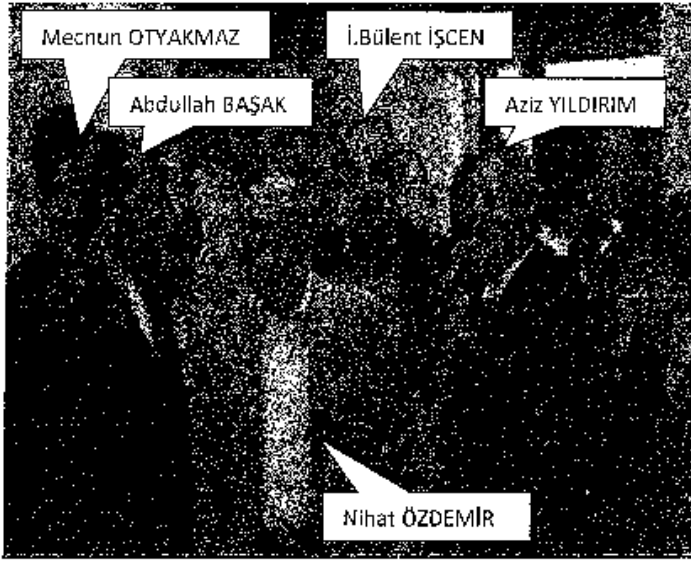 Mecnun OTYAKMAZ
İ.Bülent İŞCEN
Abdullah BAŞAK
Aziz YILDIRIM
Nihat ÖZDEMİR